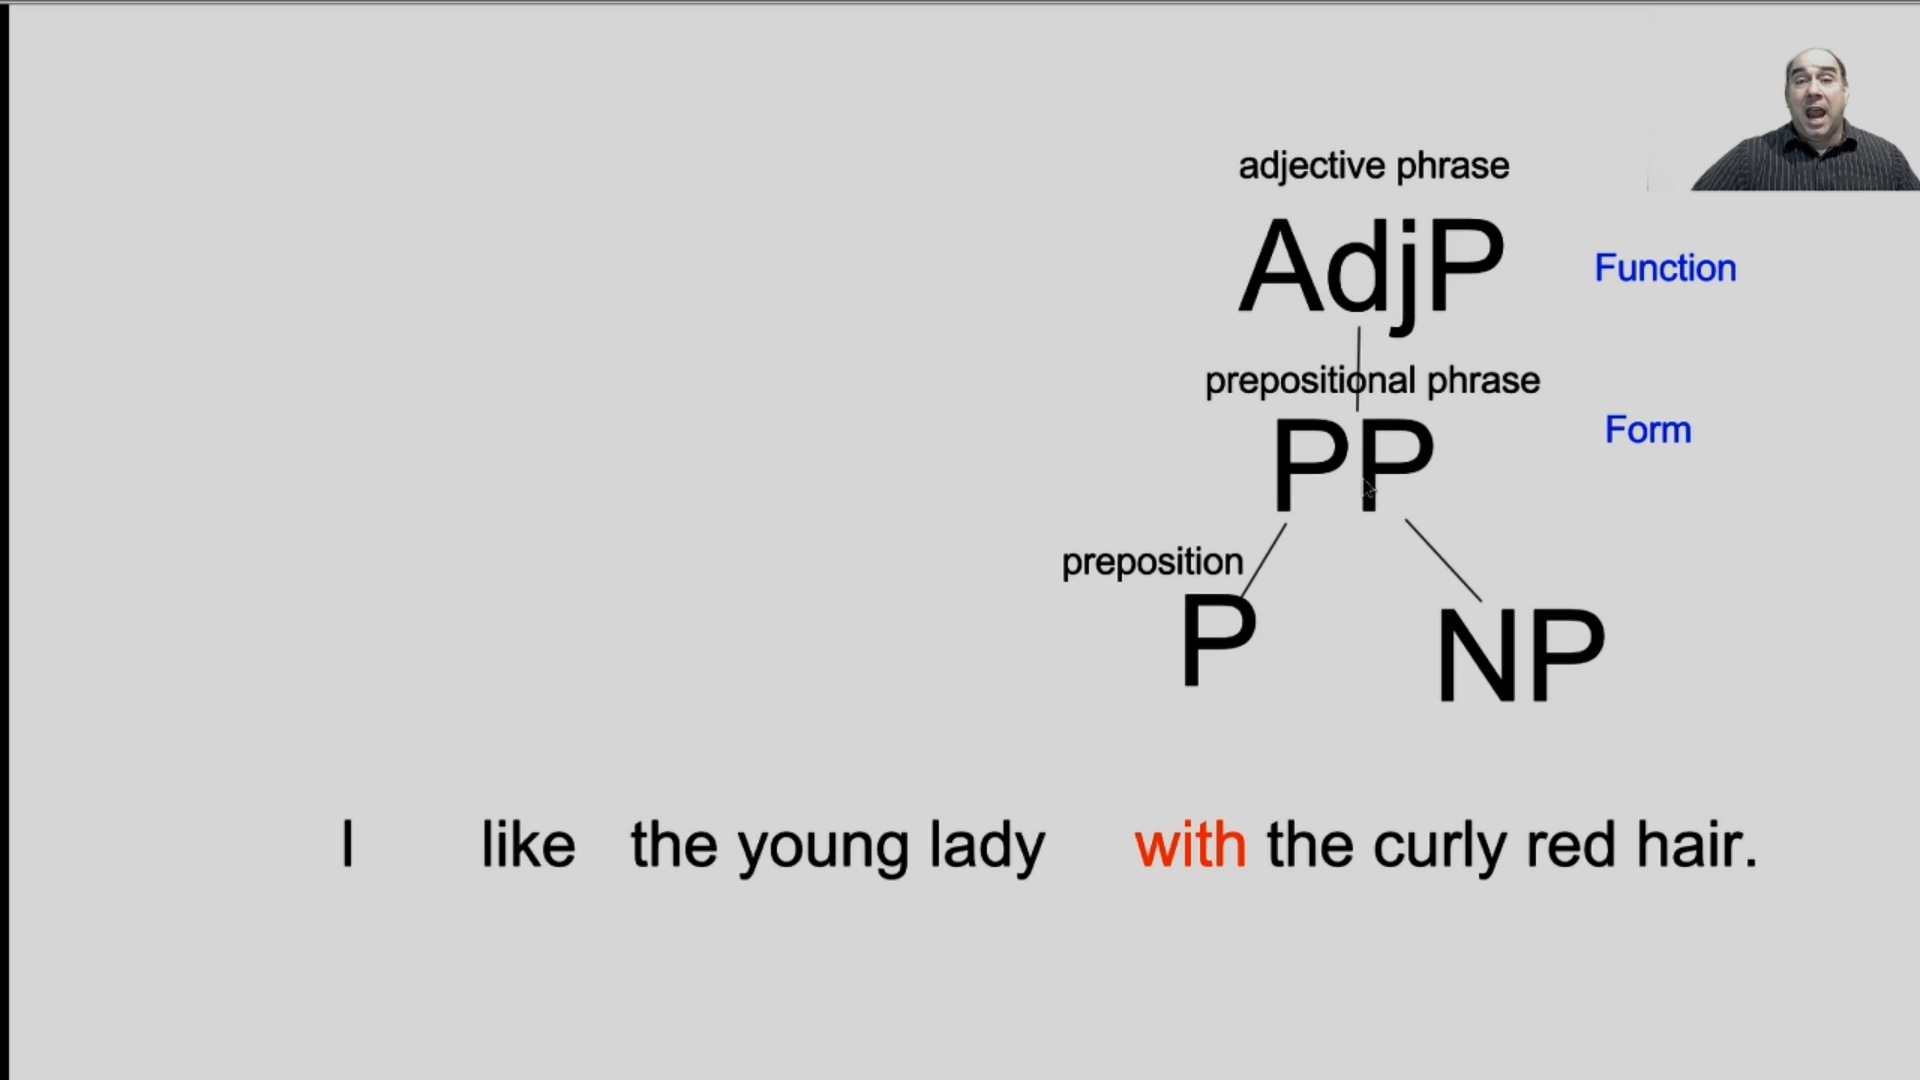 adjective phrase
AdjP
Function
prepositional phrase
PP
Form
preposition
P
NP
I like the young lady with the curly red hair.